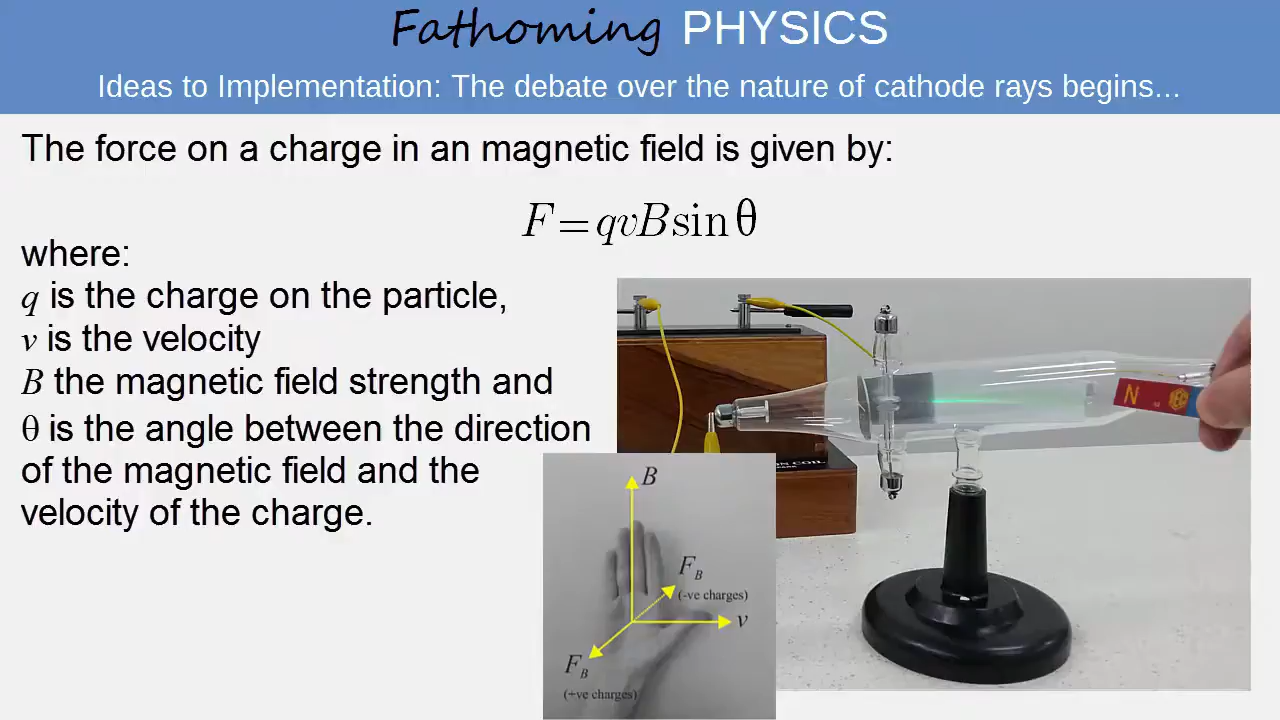 Fathoming PHYSICS
Ideas to Implementation: The debate over the nature of cathode rays begins...
The force on a charge in an magnetic field is given by:
F=qvB sin θ
where:
q is the charge on the particle,
v is the velocity
B the magnetic field strength and
θ is the angle between the direction
of the magnetic field and the
velocity of the charge.
N
ON COIL
B
F_B
(-ve charges)
v
F_B
(+ve charges)